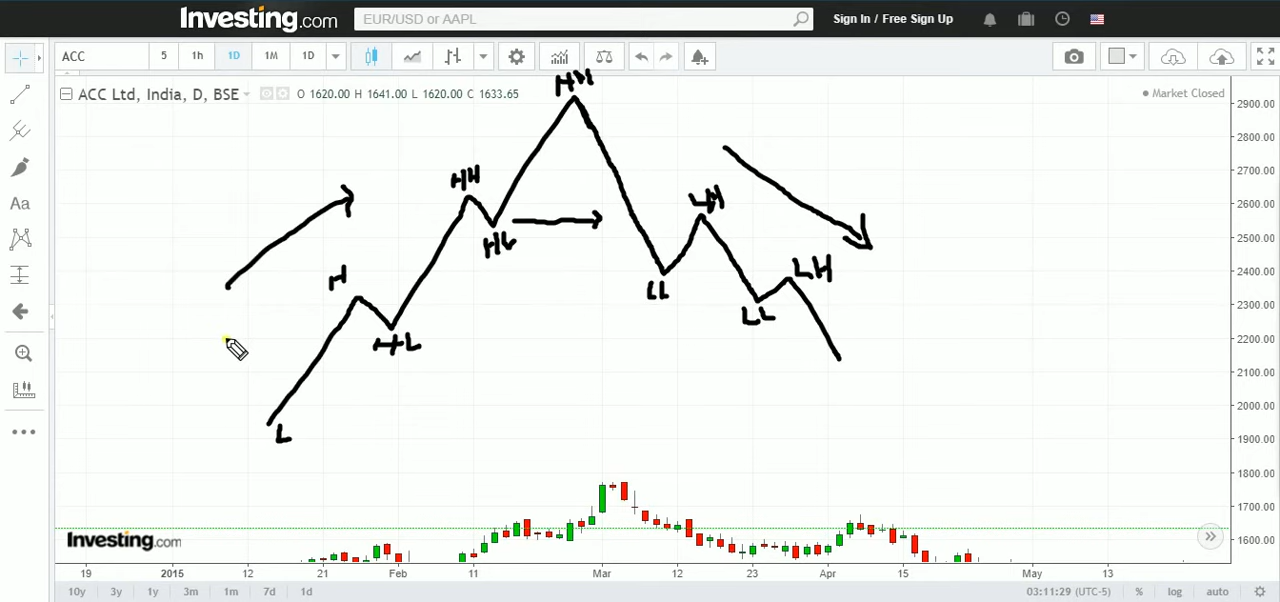 Investing.com
EUR/USD or AAPL
Sign In / Free Sign Up
ACC 5 1h 1D 1M 1D
ACC Ltd, India, D, BSE O 1620.00 H 1641.00 L 1620.00 C 1633.65
Market Closed
Aa
HH
HH
HL
H
HL
L
LL
LH
LL
LH
2900.00
2800.00
2700.00
2600.00
2500.00
2400.00
2300.00
2200.00
2100.00
2000.00
1900.00
1800.00
1700.00
1600.00
Investing.com
19 2015 12 21 Feb 11 Mar 12 23 Apr 15 May 13
10y 3y 1y 3m 1m 7d 1d 03:11:29 (UTC-5) % log auto